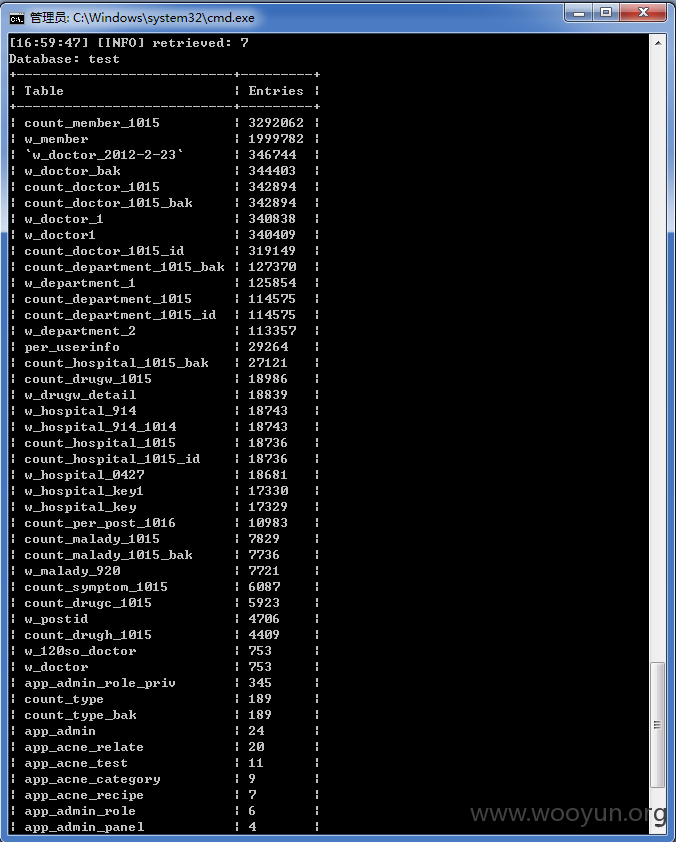 管理员: C:\Windows\system32\cmd.exe
[16:59:47] [INFO] retrieved: 7
Database: test
+---------------------------+---------+
| Table | Entries |
+---------------------------+---------+
| count_member_1015 | 3292062 |
| w_member | 1999782 |
| `w_doctor_2012-2-23` | 346744 |
| w_doctor_bak | 344403 |
| count_doctor_1015 | 342894 |
| count_doctor_1015_bak | 342894 |
| w_doctor_1 | 340838 |
| w_doctor1 | 340409 |
| count_doctor_1015_id | 319149 |
| count_department_1015_bak | 127370 |
| w_department_1 | 125854 |
| count_department_1015 | 114575 |
| count_department_1015_id | 114575 |
| w_department_2 | 113357 |
| per_userinfo | 29264 |
| count_hospital_1015_bak | 27121 |
| count_drugw_1015 | 18986 |
| w_drugw_detail | 18839 |
| w_hospital_914 | 18743 |
| w_hospital_914_1014 | 18743 |
| count_hospital_1015 | 18736 |
| count_hospital_1015_id | 18736 |
| w_hospital_0427 | 18681 |
| w_hospital_key1 | 17330 |
| w_hospital_key | 17329 |
| count_per_post_1016 | 10983 |
| count_malady_1015 | 7829 |
| count_malady_1015_bak | 7736 |
| w_malady_920 | 7721 |
| count_symptom_1015 | 6087 |
| count_drugc_1015 | 5923 |
| w_postid | 4706 |
| count_drugh_1015 | 4409 |
| w_120so_doctor | 753 |
| w_doctor | 753 |
| app_admin_role_priv | 345 |
| count_type | 189 |
| count_type_bak | 189 |
| app_admin | 24 |
| app_acne_relate | 20 |
| app_acne_test | 11 |
| app_acne_category | 9 |
| app_acne_recipe | 7 |
| app_admin_role | 6 |
| app_admin_panel | 4 |
www.wooyun.org